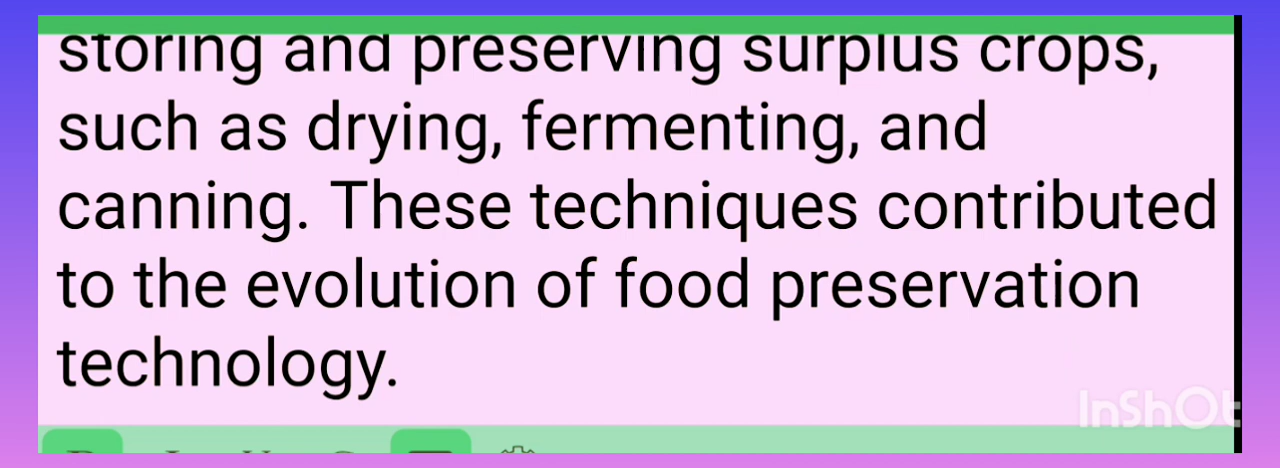 storing and preserving surplus crops,
such as drying, fermenting, and
canning. These techniques contributed
to the evolution of food preservation
technology.
InShOt